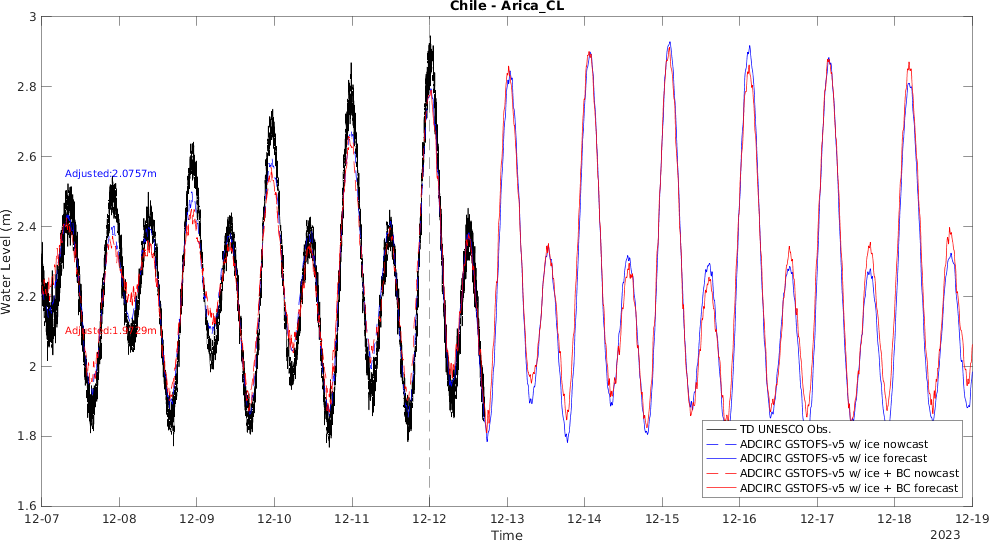 Chile - Arica_CL
3
2.8
2.6
2.4
2.2
2
1.8
1.6
Water Level (m)
Adjusted:2.0757m
TD UNESCO Obs.
ADCIRC GSTOFS-v5 w/ ice nowcast
ADCIRC GSTOFS-v5 w/ ice forecast
ADCIRC GSTOFS-v5 w/ ice + BC nowcast
ADCIRC GSTOFS-v5 w/ ice + BC forecast
12-07 12-08 12-09 12-10 12-11 12-12 12-13 12-14 12-15 12-16 12-17 12-18 12-19
Time
2023